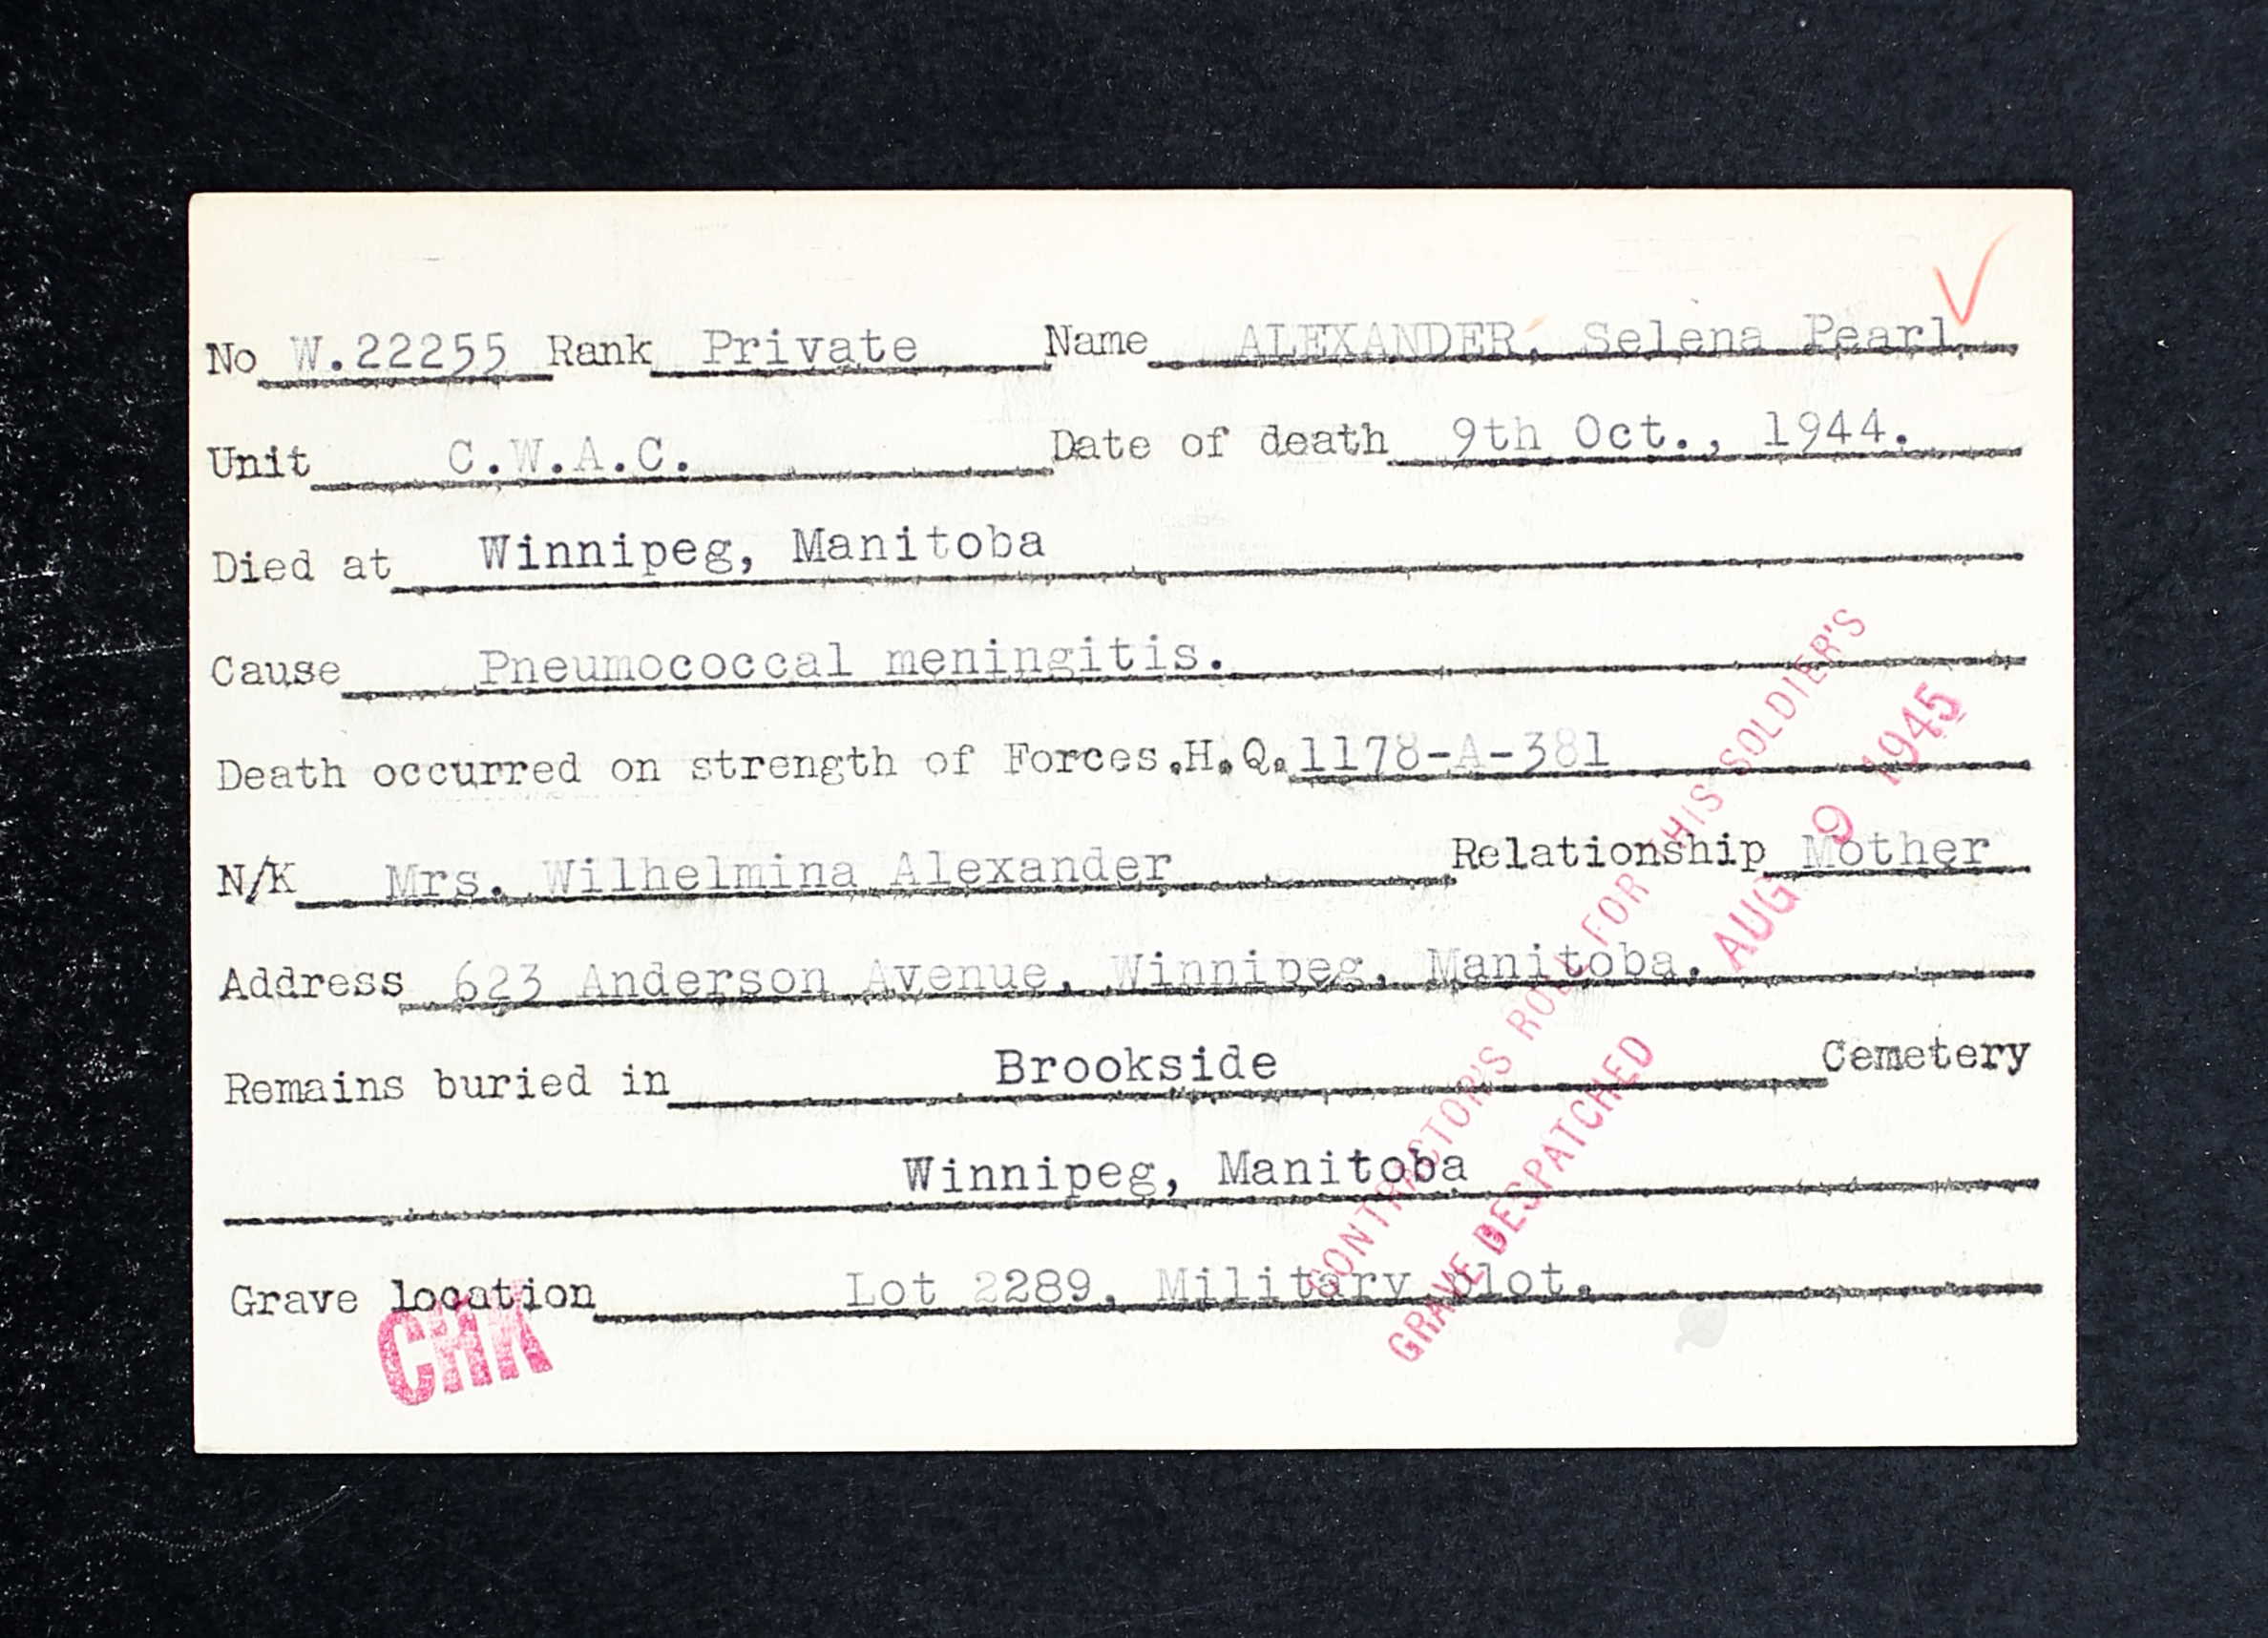 No W.22255 Rank Private Name ALEXANDER, Selena Pearl
Unit C.W.A.C. Date of death 9th Oct., 1944.
Died at Winnipeg, Manitoba
Cause Pneumococcal meningitis.
Death occurred on strength of Forces.H.Q.1178-A-381
N/K Mrs. Wilhelmina Alexander Relationship Mother
Address 623 Anderson Avenue, Winnipeg, Manitoba.
Remains buried in Brookside Cemetery
Winnipeg, Manitoba
Grave location Lot 2289, Military plot.
CONTRACTOR'S ROLL FOR THIS SOLDIER'S
GRAVE DESPATCHED AUG 9 1945
CHK